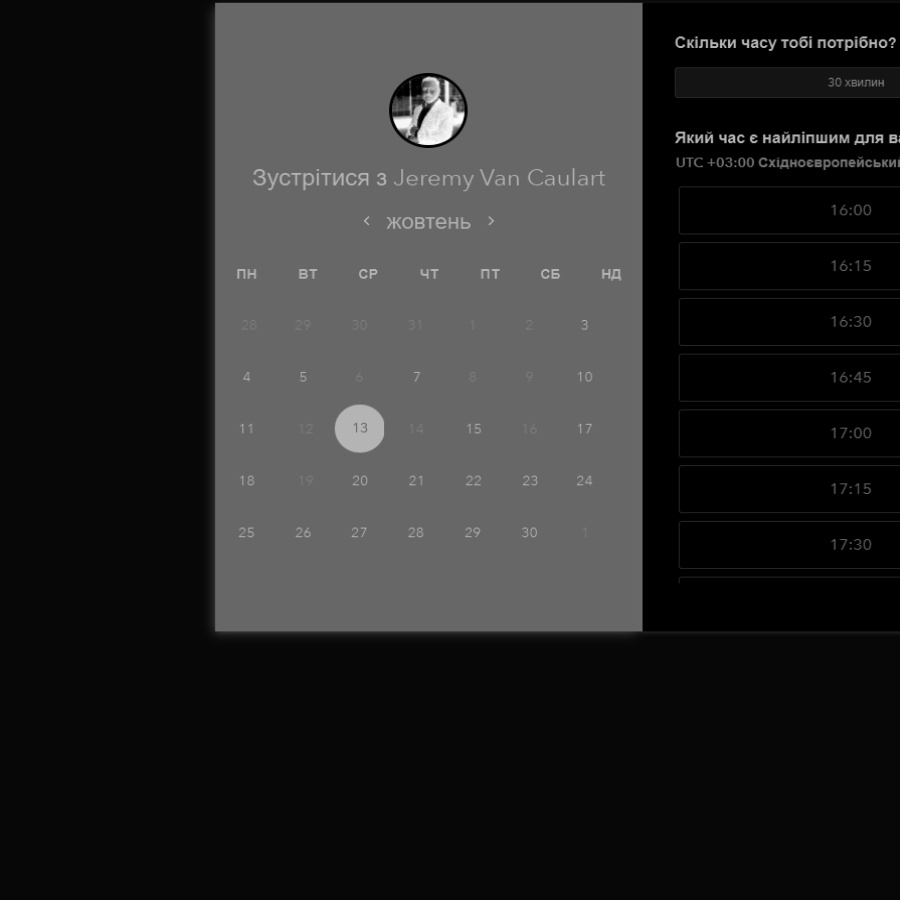 Зустрітися з Jeremy Van Caulart
< жовтень >
ПН ВТ СР ЧТ ПТ СБ НД
28 29 30 31 1 2 3
4 5 6 7 8 9 10
11 12 13 14 15 16 17
18 19 20 21 22 23 24
25 26 27 28 29 30 1
Скільки часу тобі потрібно?
30 хвилин
Який час є найліпшим для в
UTC +03:00 Східноєвропейськи
16:00
16:15
16:30
16:45
17:00
17:15
17:30